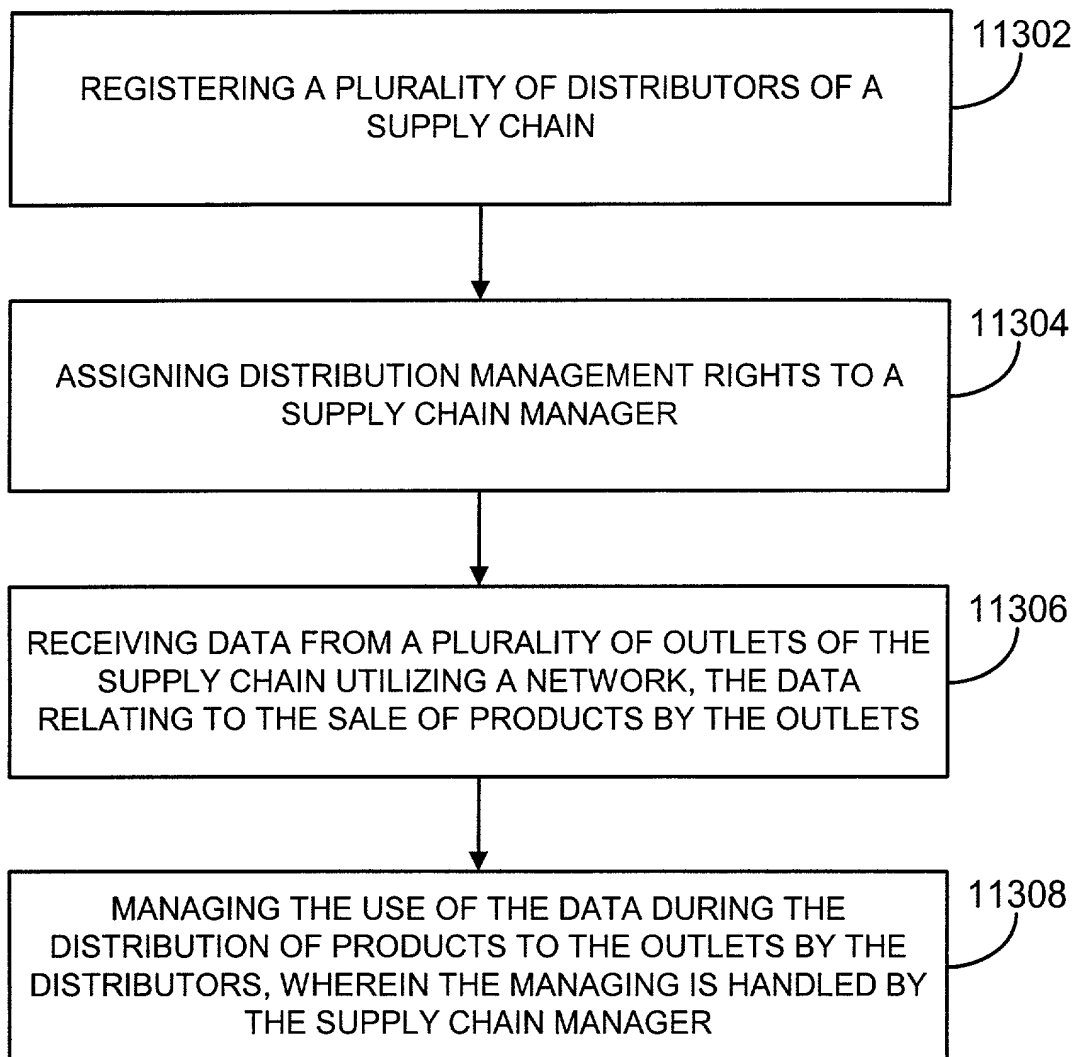 11302
REGISTERING A PLURALITY OF DISTRIBUTORS OF A
SUPPLY CHAIN
11304
ASSIGNING DISTRIBUTION MANAGEMENT RIGHTS TO A
SUPPLY CHAIN MANAGER
11306
RECEIVING DATA FROM A PLURALITY OF OUTLETS OF THE
SUPPLY CHAIN UTILIZING A NETWORK, THE DATA
RELATING TO THE SALE OF PRODUCTS BY THE OUTLETS
11308
MANAGING THE USE OF THE DATA DURING THE
DISTRIBUTION OF PRODUCTS TO THE OUTLETS BY THE
DISTRIBUTORS, WHEREIN THE MANAGING IS HANDLED BY
THE SUPPLY CHAIN MANAGER